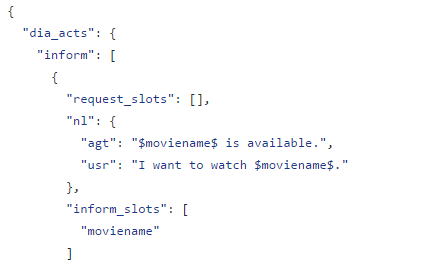 {
"dia_acts": {
"inform": [
{
"request_slots": [],
"nl": {
"agt": "$moviename$ is available.",
"usr": "I want to watch $moviename$."
},
"inform_slots": [
"moviename"
]